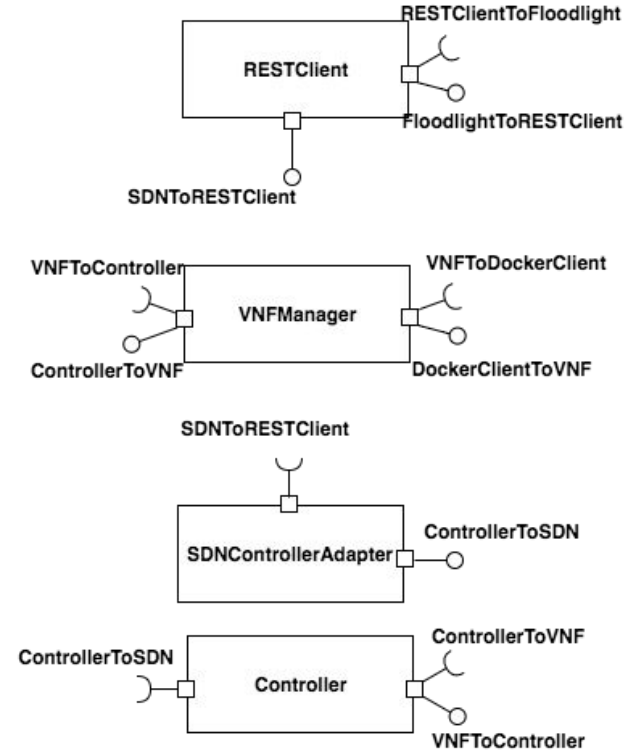 RESTClientToFloodlight
RESTClient
FloodlightToRESTClient
SDNToRESTClient
VNFToController
VNFToDockerClient
VNFManager
ControllerToVNF
DockerClientToVNF
SDNToRESTClient
ControllerToSDN
SDNControllerAdapter
ControllerToVNF
ControllerToSDN
Controller
VNFToController